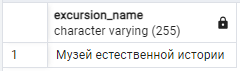 excursion_name
character varying (255)
1 Музей естественной истории